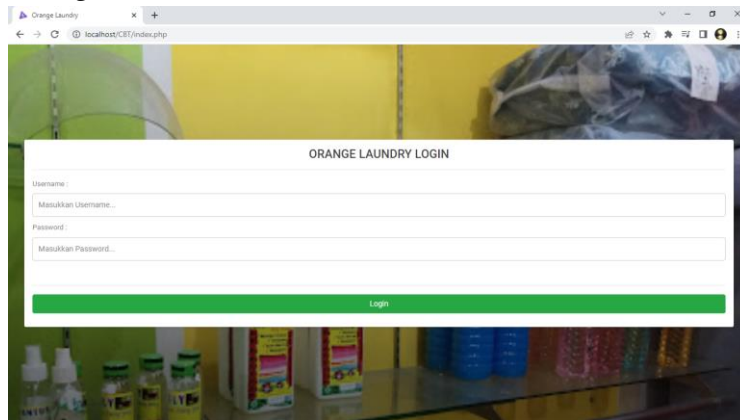 Orange Laundry
localhost/CBT/index.php
ORANGE LAUNDRY LOGIN
Username :
Masukkan Username...
Password :
Masukkan Password...
Login